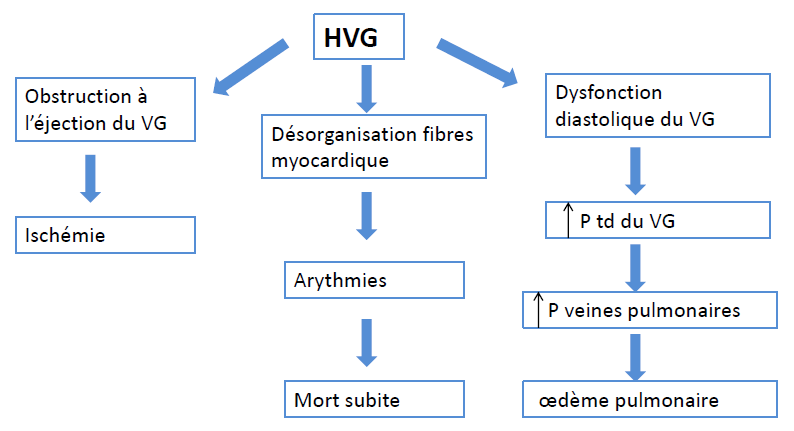 HVG
Obstruction à
l’éjection du VG
Ischémie
Désorganisation fibres
myocardique
Arythmies
Mort subite
Dysfonction
diastolique du VG
↑ P td du VG
↑ P veines pulmonaires
œdème pulmonaire